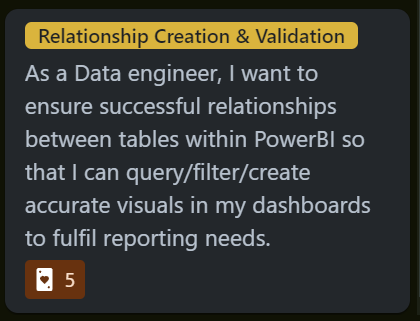 Relationship Creation & Validation
As a Data engineer, I want to
ensure successful relationships
between tables within PowerBI so
that I can query/filter/create
accurate visuals in my dashboards
to fulfil reporting needs.
5